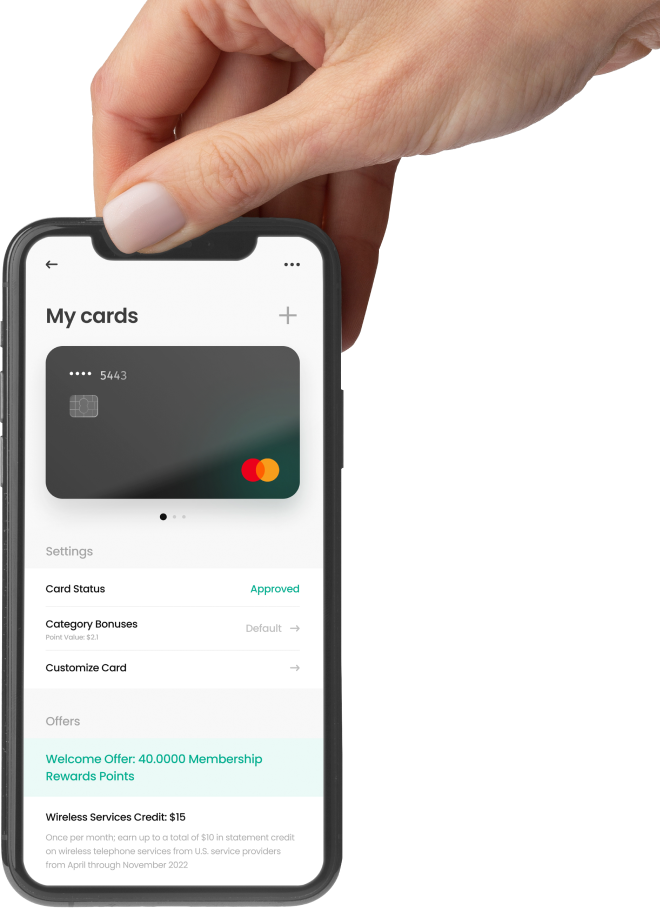 My cards
•••• 5443
Settings
Card Status Approved
Category Bonuses Default
Point Value: $2.1
Customize Card
Offers
Welcome Offer: 40.0000 Membership
Rewards Points
Wireless Services Credit: $15
Once per month; earn up to a total of $10 in statement credit
on wireless telephone services from U.S. service providers
from April through November 2022